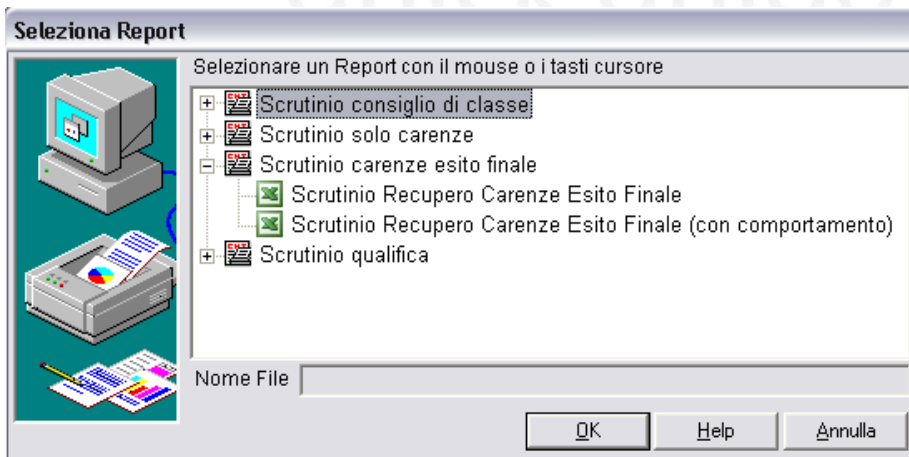 Seleziona Report
Selezionare un Report con il mouse o i tasti cursore
Scrutinio consiglio di classe
Scrutinio solo carenze
Scrutinio carenze esito finale
Scrutinio Recupero Carenze Esito Finale
Scrutinio Recupero Carenze Esito Finale (con comportamento)
Scrutinio qualifica
Nome File
OK Help Annulla